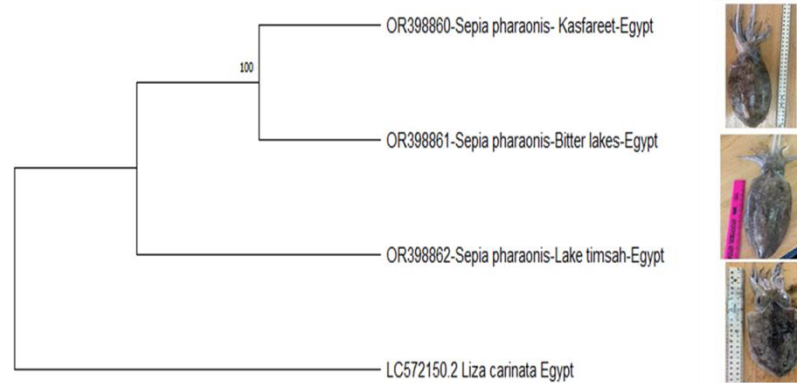 OR398860-Sepia pharaonis- Kasfareet-Egypt
100
OR398861-Sepia pharaonis-Bitter lakes-Egypt
OR398862-Sepia pharaonis-Lake timsah-Egypt
LC572150.2 Liza carinata Egypt